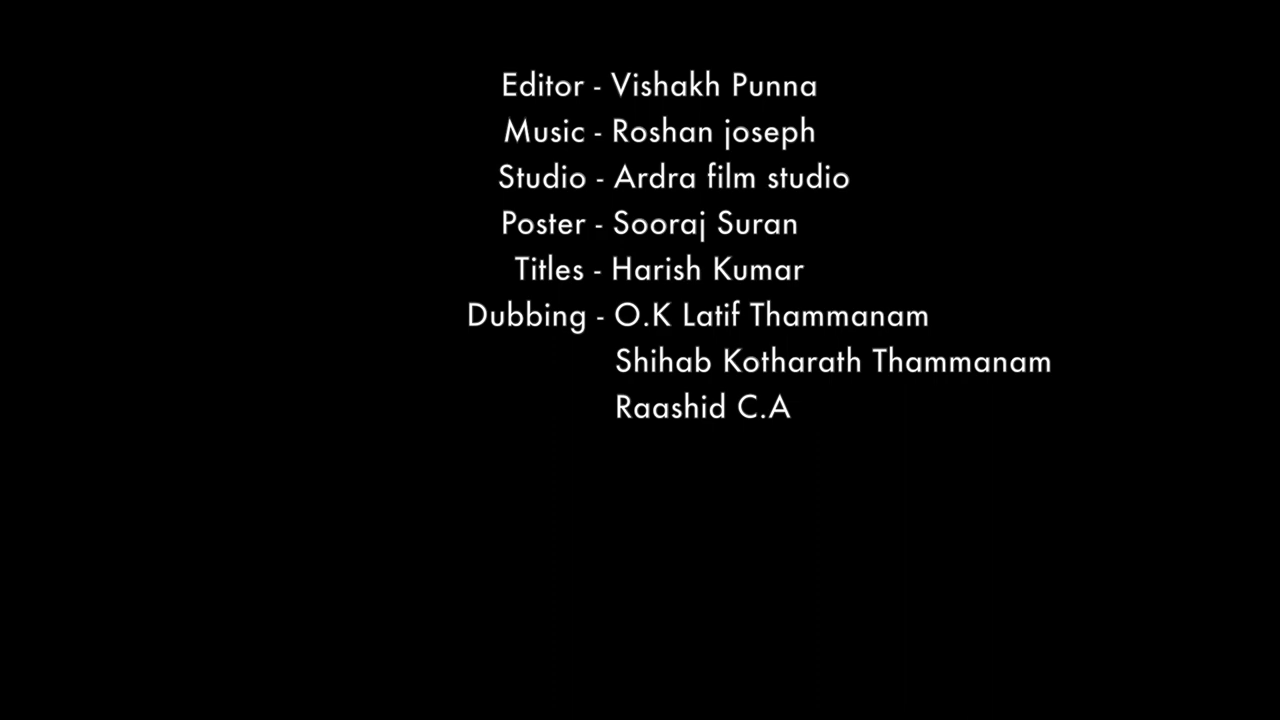 Editor - Vishakh Punna
Music - Roshan joseph
Studio - Ardra film studio
Poster - Sooraj Suran
Titles - Harish Kumar
Dubbing - O.K Latif Thammanam
Shihab Kotharath Thammanam
Raashid C.A